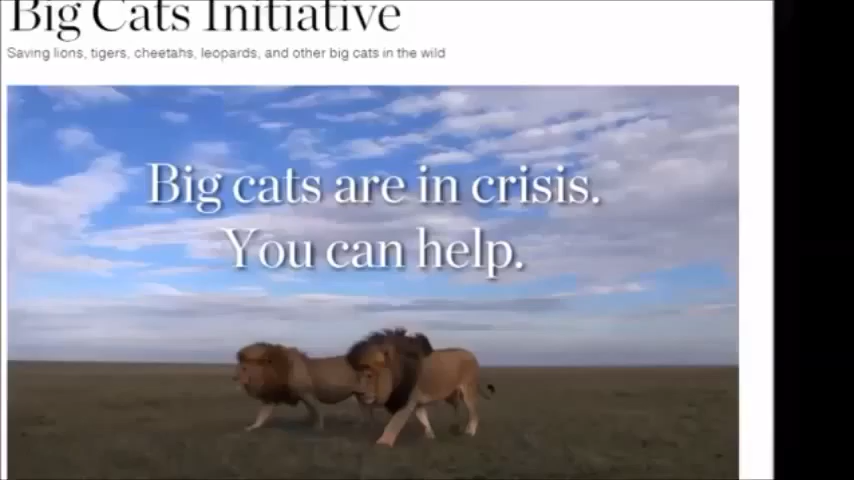 Big Cats Initiative
Saving lions, tigers, cheetahs, leopards, and other big cats in the wild
Big cats are in crisis.
You can help.